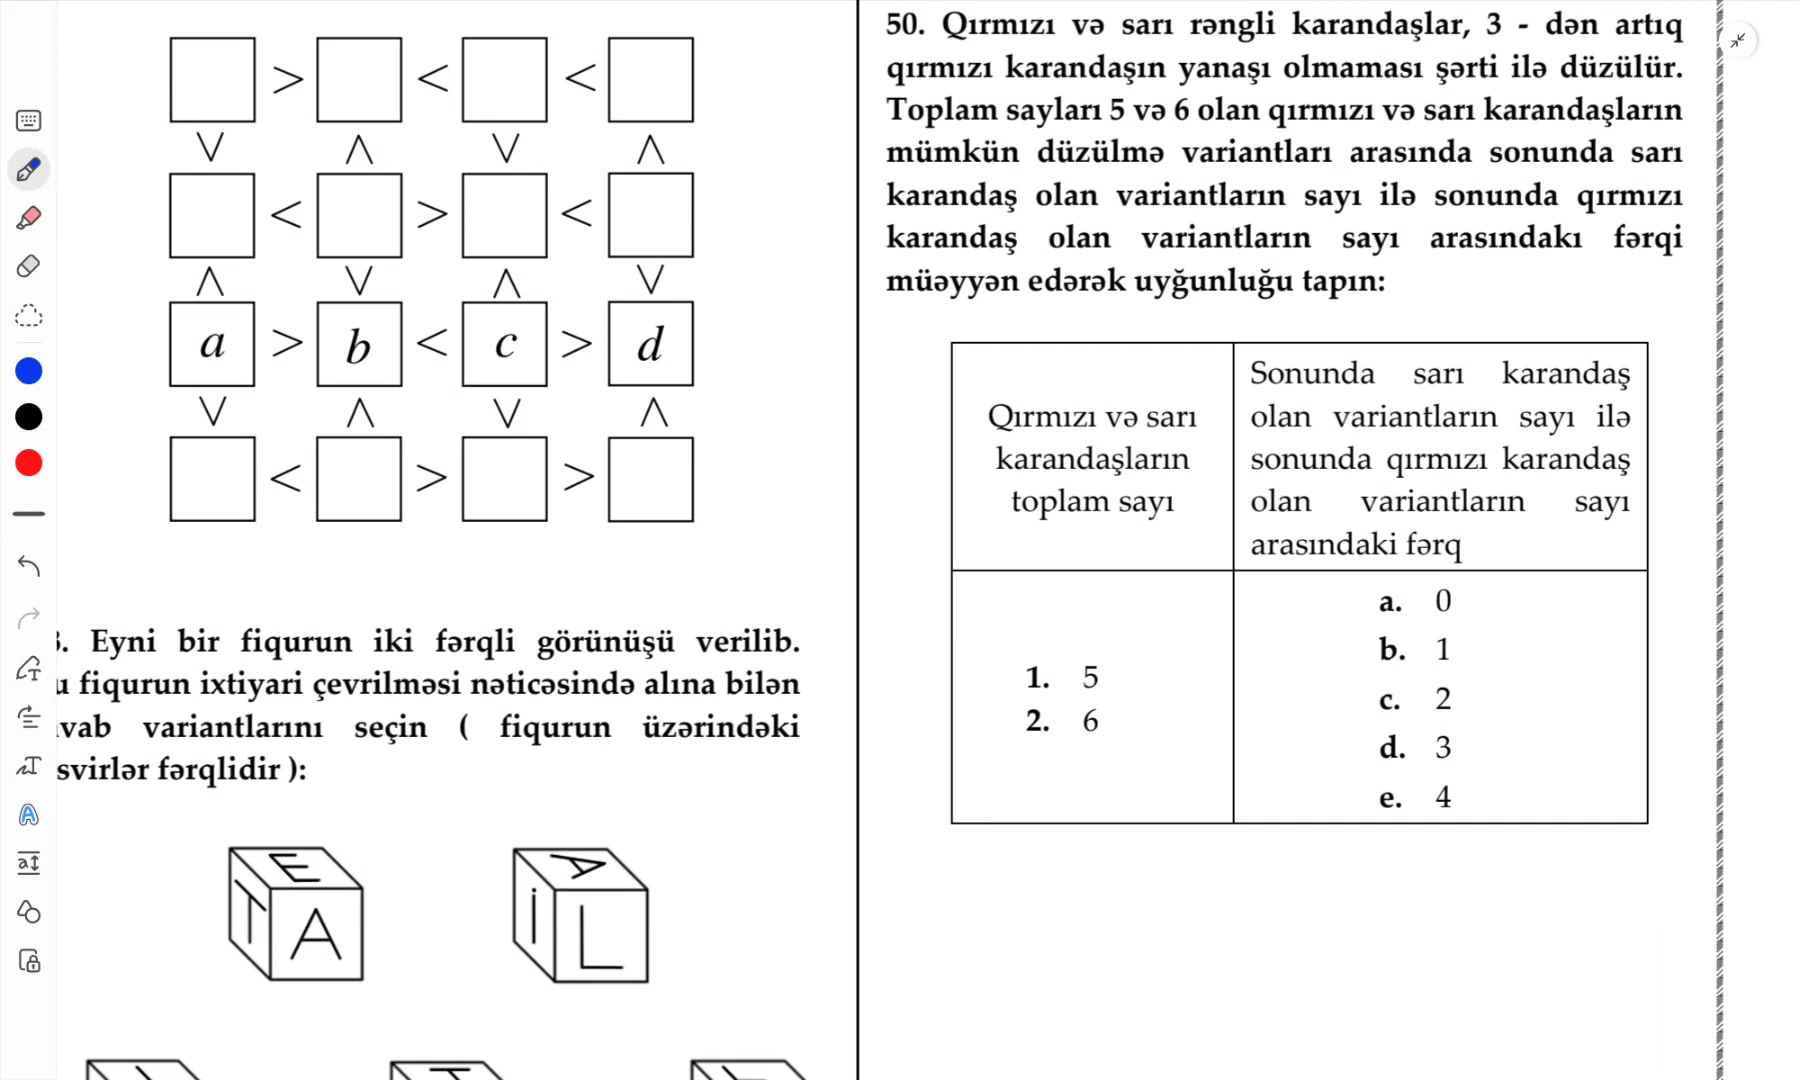 > < <
∨ ∧ ∨ ∧
< > <
∧ ∨ ∧ ∨
a > b < c > d
∨ ∧ ∨ ∧
< > >
. Eyni bir fiqurun iki fərqli görünüşü verilib.
fiqurun ixtiyari çevrilməsi nəticəsində alına bilən
variantlarını seçin ( fiqurun üzərindəki
svirlər fərqlidir ):
E
T A
A
İ L
50. Qırmızı və sarı rəngli karandaşlar, 3 - dən artıq
qırmızı karandaşın yanaşı olmaması şərti ilə düzülür.
Toplam sayları 5 və 6 olan qırmızı və sarı karandaşların
mümkün düzülmə variantları arasında sonunda sarı
karandaş olan variantların sayı ilə sonunda qırmızı
karandaş olan variantların sayı arasındakı fərqi
müəyyən edərək uyğunluğu tapın:
Qırmızı və sarı
karandaşların
toplam sayı
Sonunda sarı karandaş
olan variantların sayı ilə
sonunda qırmızı karandaş
olan variantların sayı
arasındaki fərq
1. 5
2. 6
a. 0
b. 1
c. 2
d. 3
e. 4